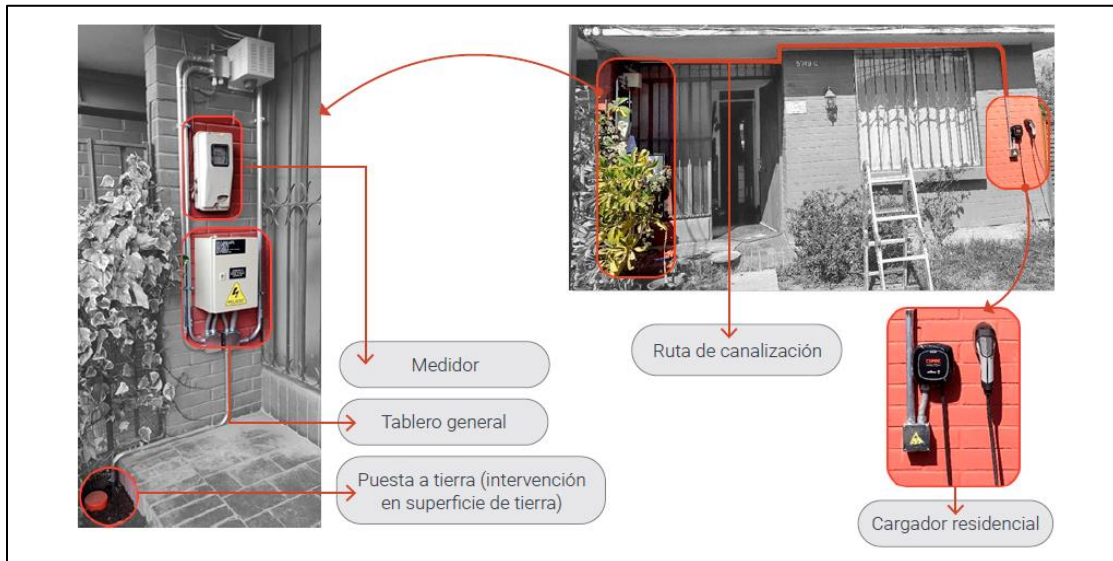 Medidor
Tablero general
Puesta a tierra (intervención
en superficie de tierra)
Ruta de canalización
Cargador residencial